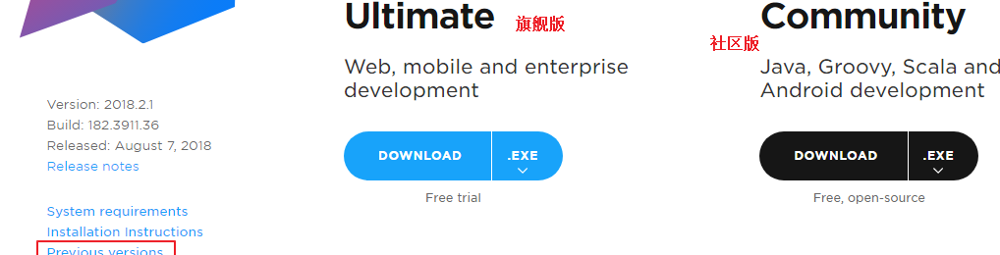 Ultimate
旗舰版
Community
社区版
Web, mobile and enterprise
development
Java, Groovy, Scala and
Android development
Version: 2018.2.1
Build: 182.3911.36
Released: August 7, 2018
Release notes
DOWNLOAD
.EXE
DOWNLOAD
.EXE
Free trial
Free, open-source
System requirements
Installation Instructions
Previous versions